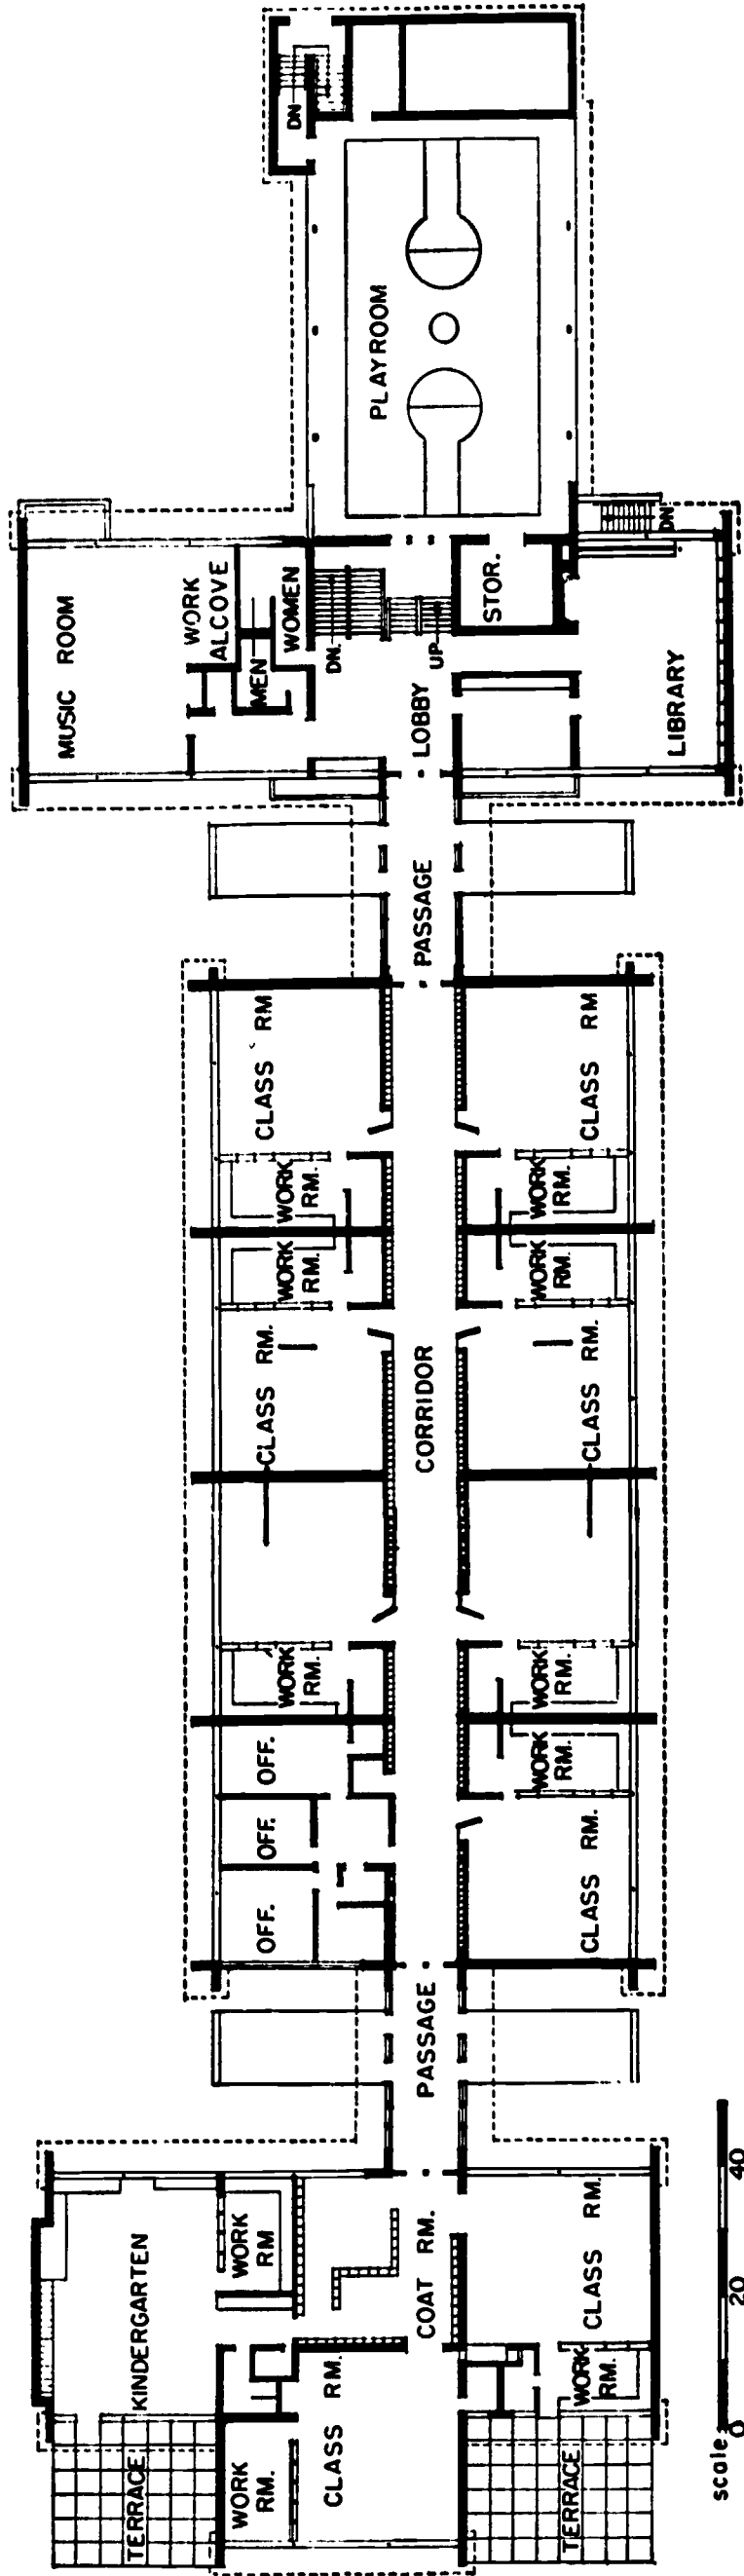 DN
PLAYROOM
MUSIC ROOM
WORK
ALCOVE
MEN
WOMEN
DN.
UP
STOR.
DN
LOBBY
LIBRARY
PASSAGE
CLASS RM
CLASS RM
WORK
RM.
WORK
RM.
WORK
RM.
WORK
RM.
CLASS RM.
CORRIDOR
CLASS RM.
WORK
RM.
WORK
RM.
OFF.
WORK
RM.
OFF.
OFF.
CLASS RM.
PASSAGE
KINDERGARTEN
WORK
RM
COAT RM.
CLASS RM.
WORK
RM.
CLASS RM.
WORK
RM.
TERRACE
TERRACE
scale
0 20 40